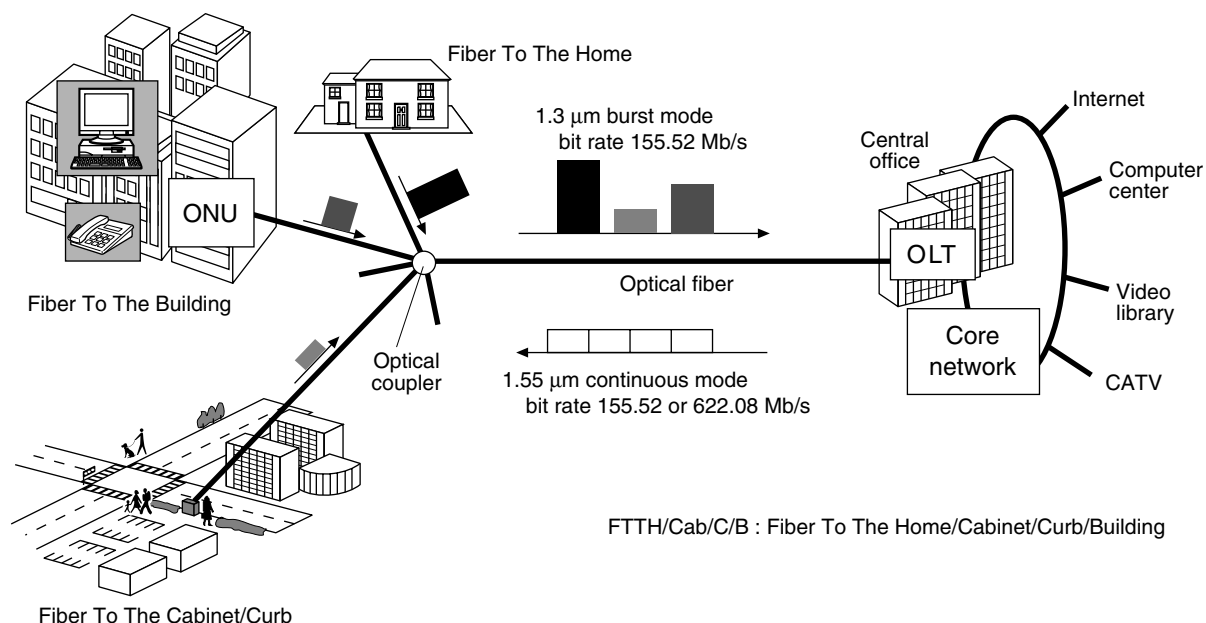 Fiber To The Home
1.3 μm burst mode
bit rate 155.52 Mb/s
Central
office
Internet
Computer
center
ONU
OLT
Fiber To The Building
Optical fiber
Video
library
Core
network
Optical
coupler
1.55 μm continuous mode
bit rate 155.52 or 622.08 Mb/s
CATV
FTTH/Cab/C/B : Fiber To The Home/Cabinet/Curb/Building
Fiber To The Cabinet/Curb